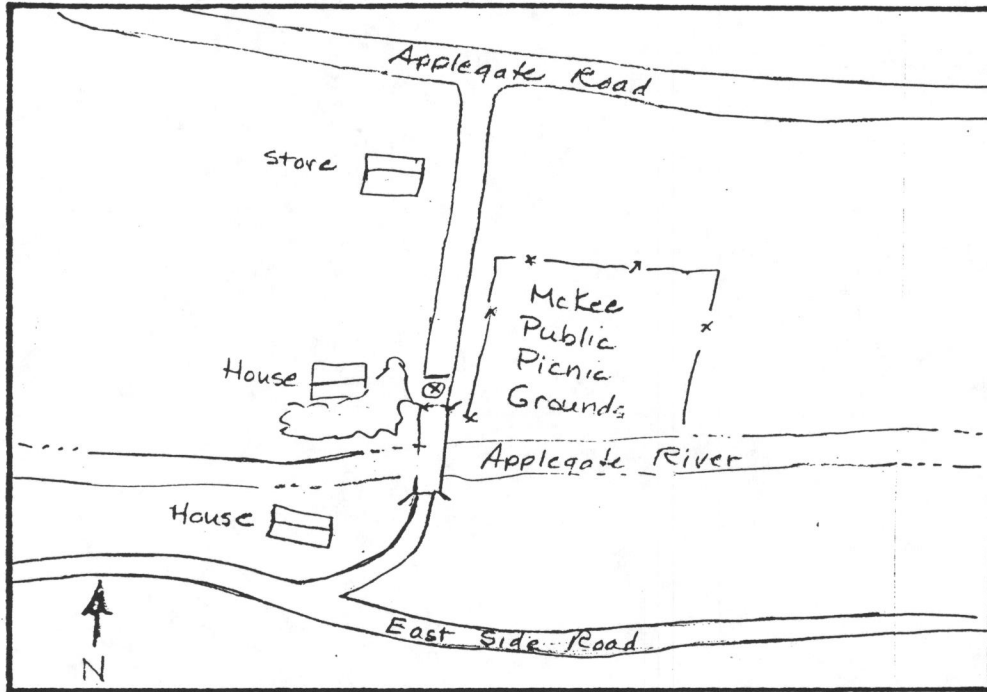 Applegate Road
store
McKee
Public
Picnic
Grounds
House
Applegate River
House
East Side Road
N